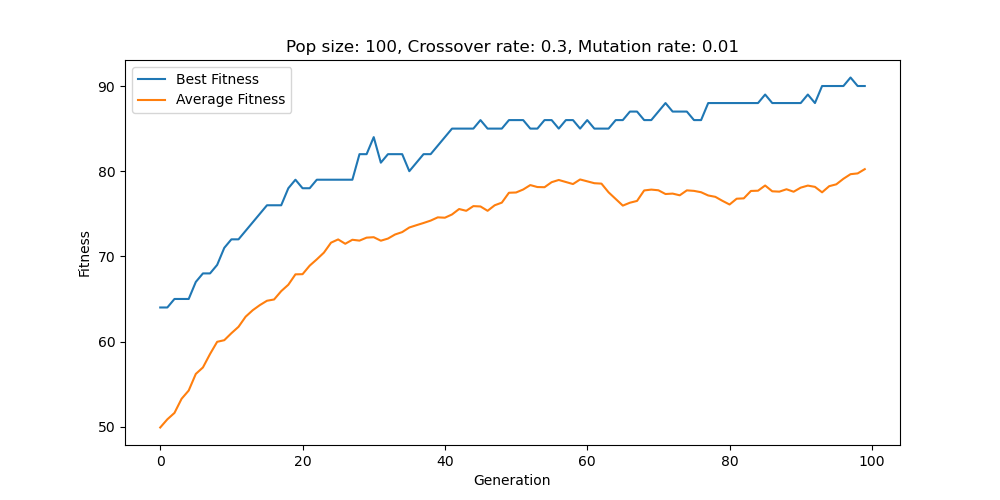 Pop size: 100, Crossover rate: 0.3, Mutation rate: 0.01
Best Fitness
Average Fitness
90
80
70
60
50
Fitness
0 20 40 60 80 100
Generation